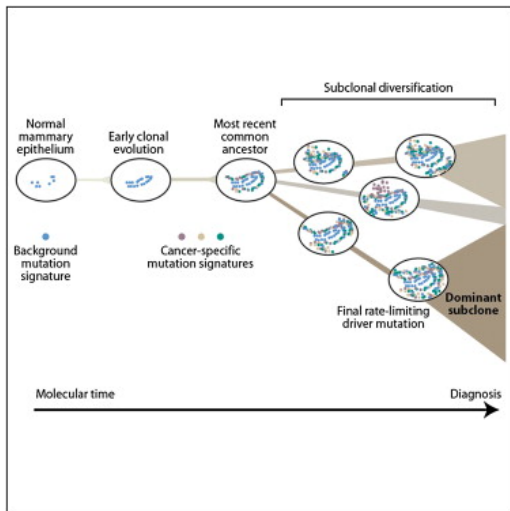 Subclonal diversification
Normal
mammary
epithelium
Early clonal
evolution
Most recent
common
ancestor
Background
mutation
signature
Cancer-specific
mutation signatures
Final rate-limiting
driver mutation
Dominant
subclone
Molecular time
Diagnosis